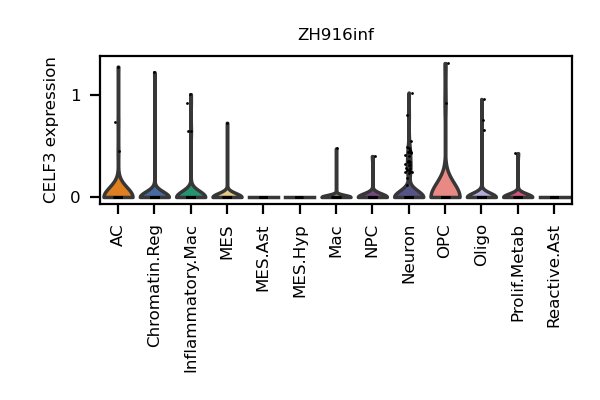 ZH916inf
CELF3 expression
1
0
AC
Chromatin.Reg
Inflammatory.Mac
MES
MES.Ast
MES.Hyp
Mac
NPC
Neuron
OPC
Oligo
Prolif.Metab
Reactive.Ast